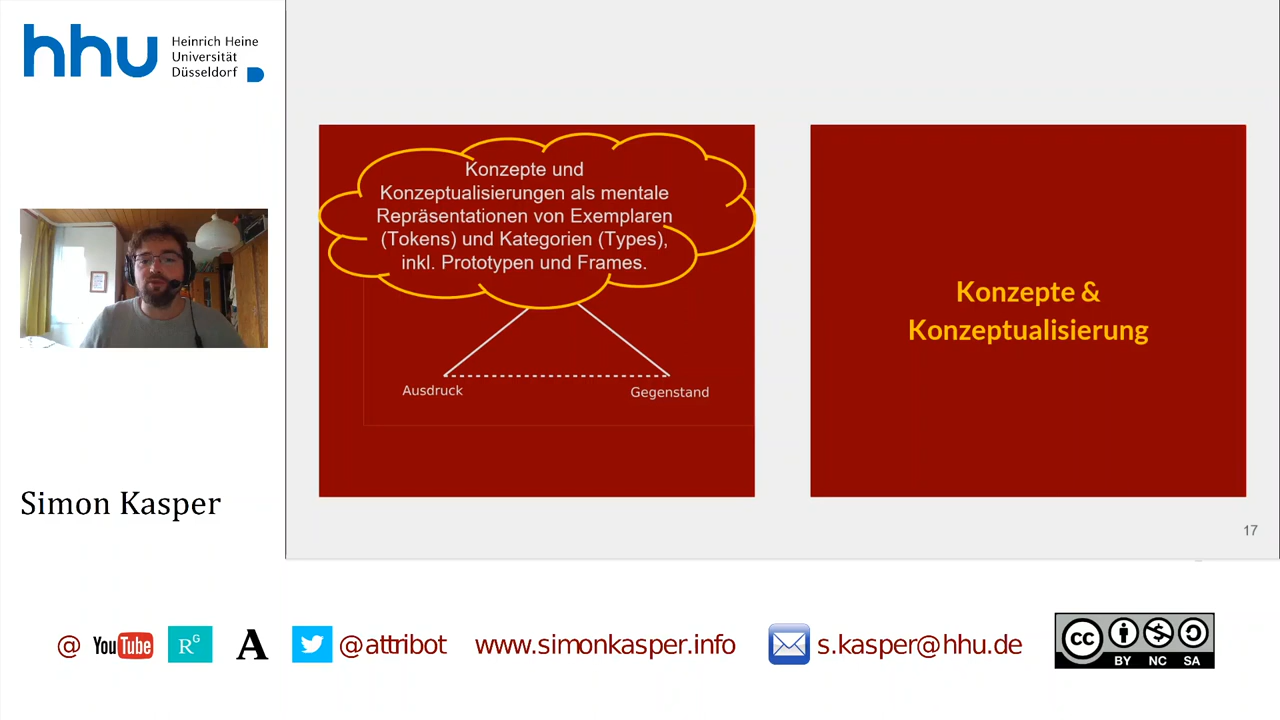 hhu
Heinrich Heine
Universität
Düsseldorf
Konzepte und
Konzeptualisierungen als mentale
Repräsentationen von Exemplaren
(Tokens) und Kategorien (Types),
inkl. Prototypen und Frames.
Ausdruck
Gegenstand
Konzepte &
Konzeptualisierung
17
Simon Kasper
@ YouTube RG A @attribot www.simonkasper.info s.kasper@hhu.de
cc
BY NC SA